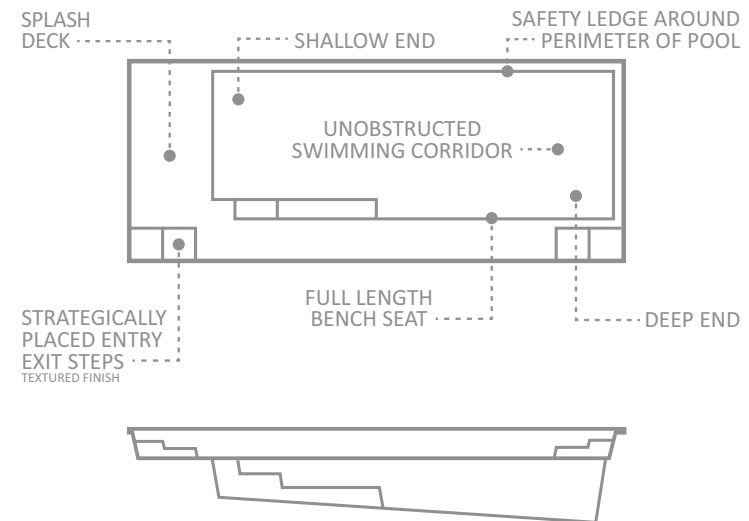 SPLASH
DECK
SHALLOW END
SAFETY LEDGE AROUND
PERIMETER OF POOL
UNOBSTRUCTED
SWIMMING CORRIDOR
STRATEGICALLY
PLACED ENTRY
EXIT STEPS
TEXTURED FINISH
FULL LENGTH
BENCH SEAT
DEEP END